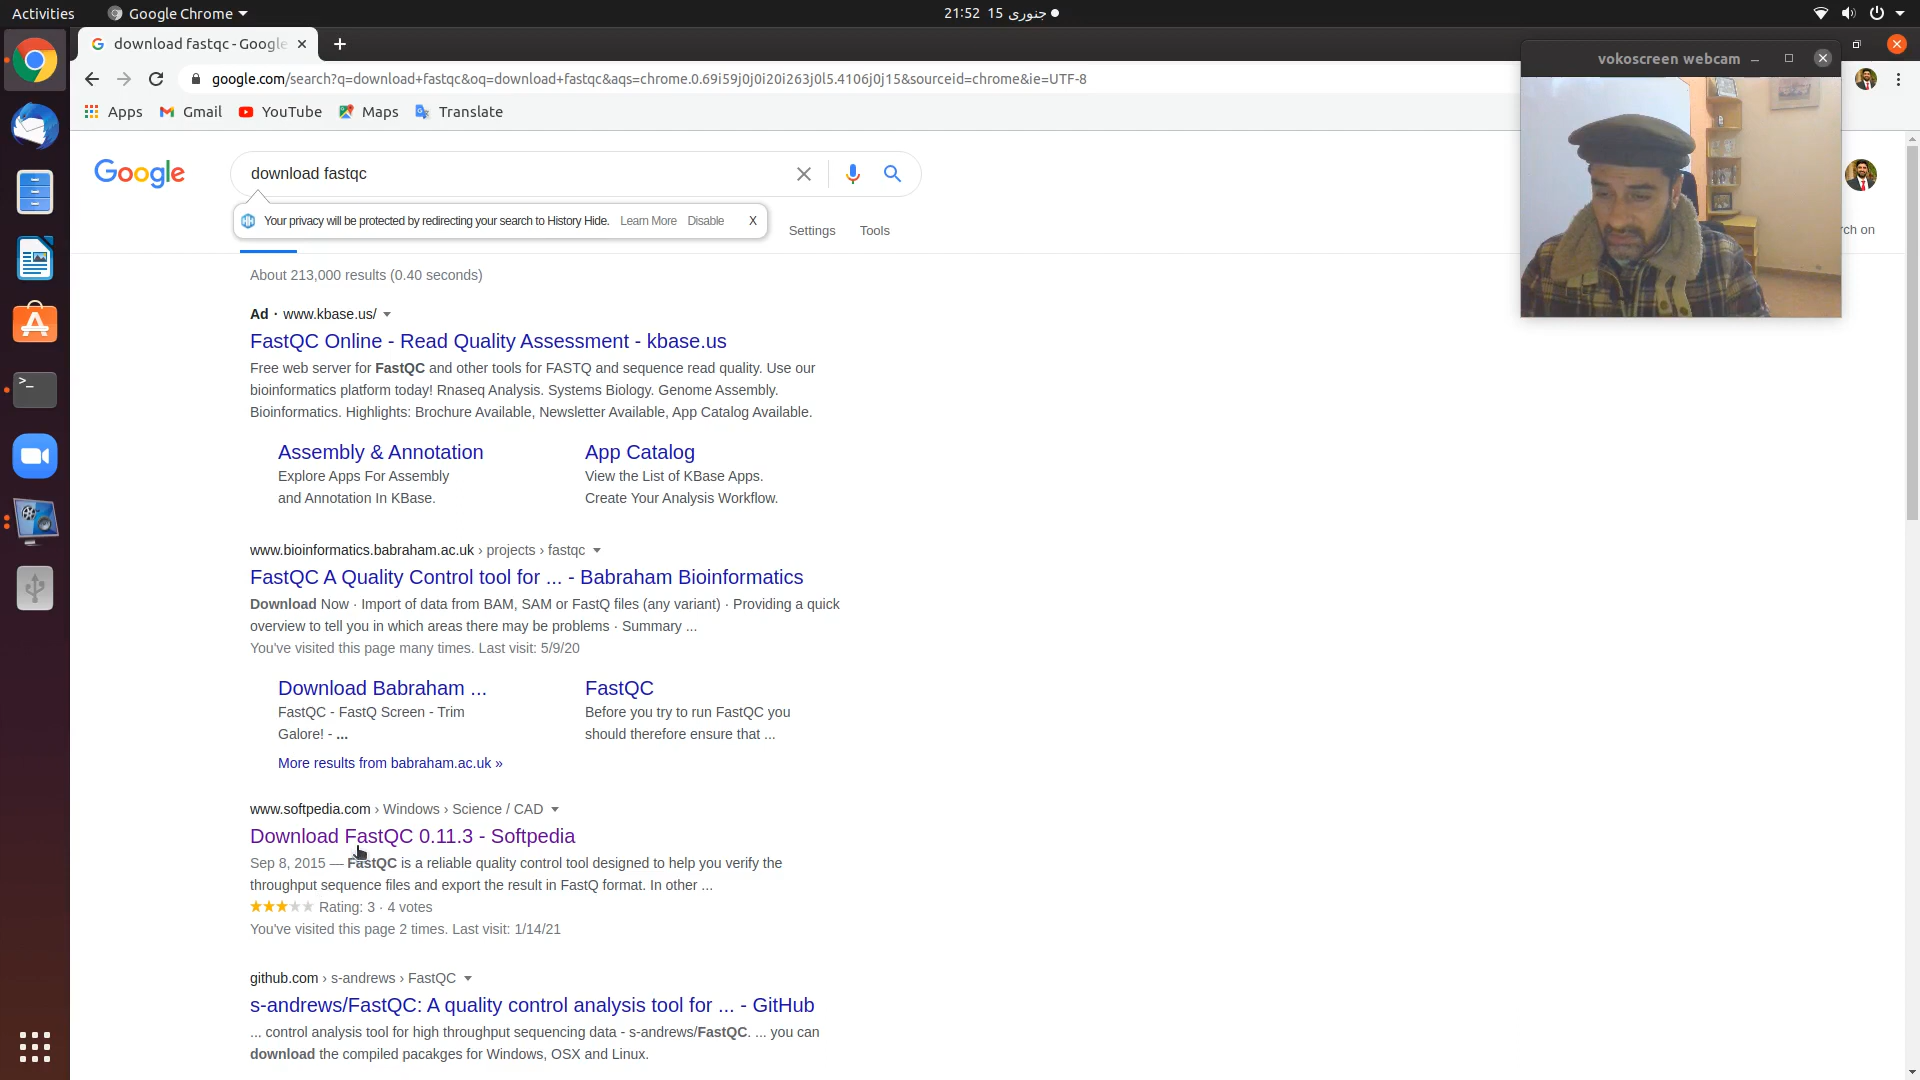 Activities
Google Chrome
21:52 15 جنوری
download fastqc - Google
google.com/search?q=download+fastqc&oq=download+fastqc&aqs=chrome.0.69i59j0j0i20i263j0l5.4106j0j15&sourceid=chrome&ie=UTF-8
Apps
Gmail
YouTube
Maps
Translate
vokoscreen webcam
Google
download fastqc
Your privacy will be protected by redirecting your search to History Hide. Learn More Disable X
Settings
Tools
rch on
About 213,000 results (0.40 seconds)
Ad · www.kbase.us/
FastQC Online - Read Quality Assessment - kbase.us
Free web server for FastQC and other tools for FASTQ and sequence read quality. Use our
bioinformatics platform today! Rnaseq Analysis. Systems Biology. Genome Assembly.
Bioinformatics. Highlights: Brochure Available, Newsletter Available, App Catalog Available.
Assembly & Annotation
Explore Apps For Assembly
and Annotation In KBase.
App Catalog
View the List of KBase Apps.
Create Your Analysis Workflow.
www.bioinformatics.babraham.ac.uk › projects › fastqc
FastQC A Quality Control tool for ... - Babraham Bioinformatics
Download Now · Import of data from BAM, SAM or FastQ files (any variant) · Providing a quick
overview to tell you in which areas there may be problems · Summary ...
You've visited this page many times. Last visit: 5/9/20
Download Babraham ...
FastQC - FastQ Screen - Trim
Galore! - ...
FastQC
Before you try to run FastQC you
should therefore ensure that ...
More results from babraham.ac.uk »
www.softpedia.com › Windows › Science / CAD
Download FastQC 0.11.3 - Softpedia
Sep 8, 2015 — FastQC is a reliable quality control tool designed to help you verify the
throughput sequence files and export the result in FastQ format. In other ...
Rating: 3 · 4 votes
You've visited this page 2 times. Last visit: 1/14/21
github.com › s-andrews › FastQC
s-andrews/FastQC: A quality control analysis tool for ... - GitHub
... control analysis tool for high throughput sequencing data - s-andrews/FastQC. ... you can
download the compiled pacakges for Windows, OSX and Linux.